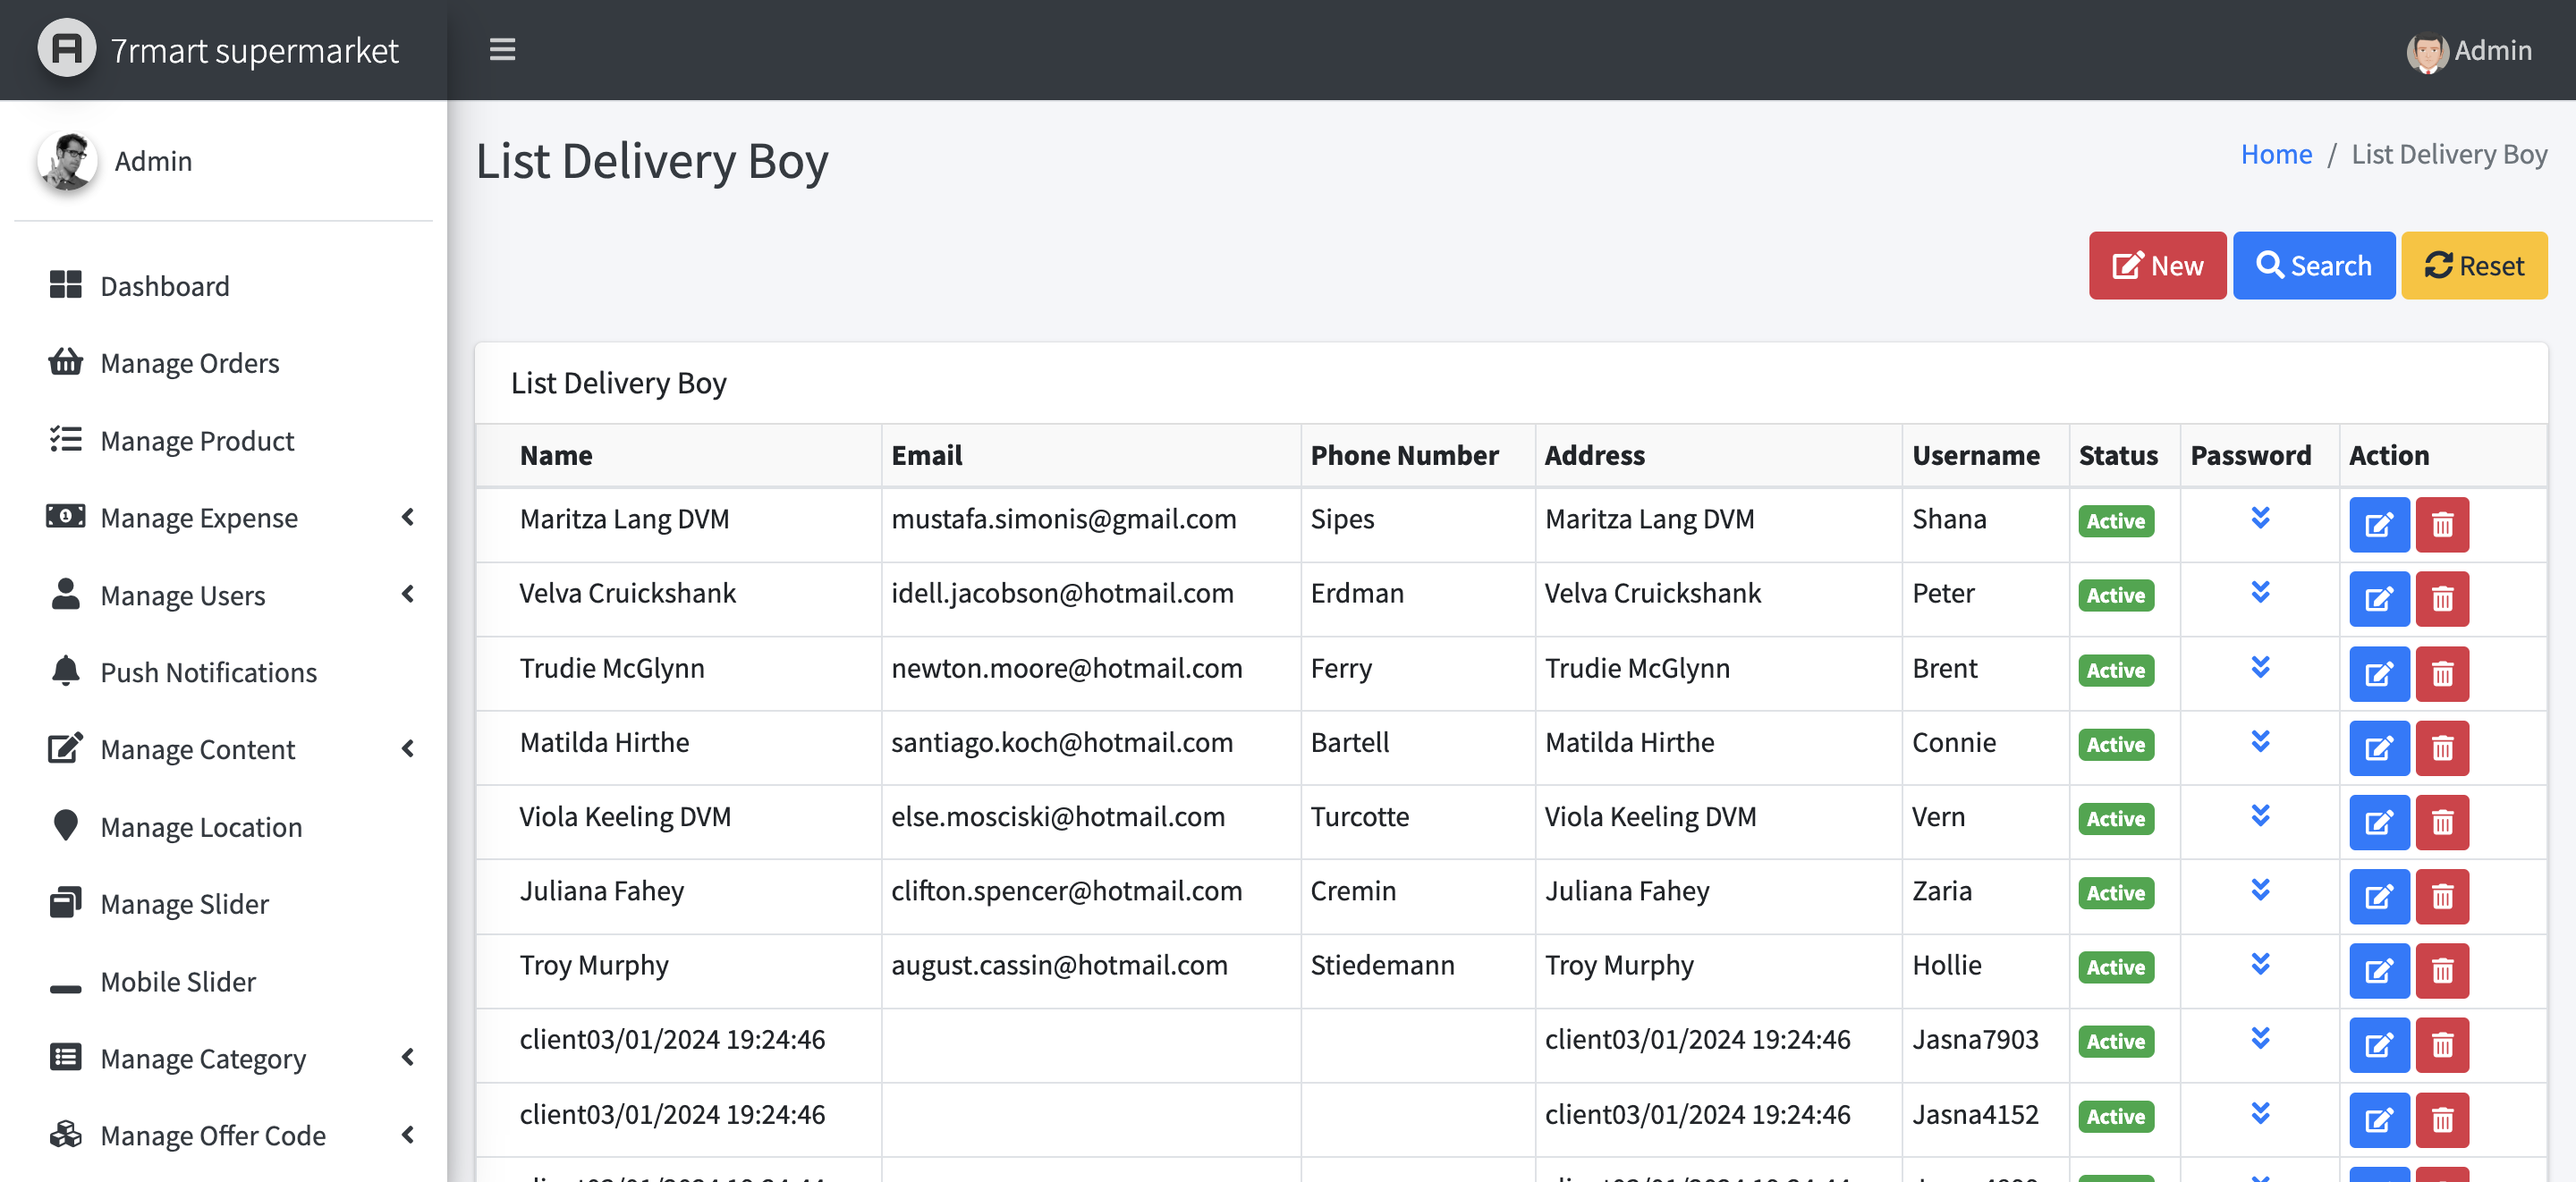 7rmart supermarket
Admin
Admin
List Delivery Boy
Home / List Delivery Boy
Dashboard
Manage Orders
Manage Product
Manage Expense
Manage Users
Push Notifications
Manage Content
Manage Location
Manage Slider
Mobile Slider
Manage Category
Manage Offer Code
New Search Reset
List Delivery Boy
Name Email Phone Number Address Username Status Password Action
Maritza Lang DVM mustafa.simonis@gmail.com Sipes Maritza Lang DVM Shana Active
Velva Cruickshank idell.jacobson@hotmail.com Erdman Velva Cruickshank Peter Active
Trudie McGlynn newton.moore@hotmail.com Ferry Trudie McGlynn Brent Active
Matilda Hirthe santiago.koch@hotmail.com Bartell Matilda Hirthe Connie Active
Viola Keeling DVM else.mosciski@hotmail.com Turcotte Viola Keeling DVM Vern Active
Juliana Fahey clifton.spencer@hotmail.com Cremin Juliana Fahey Zaria Active
Troy Murphy august.cassin@hotmail.com Stiedemann Troy Murphy Hollie Active
client03/01/2024 19:24:46 client03/01/2024 19:24:46 Jasna7903 Active
client03/01/2024 19:24:46 client03/01/2024 19:24:46 Jasna4152 Active